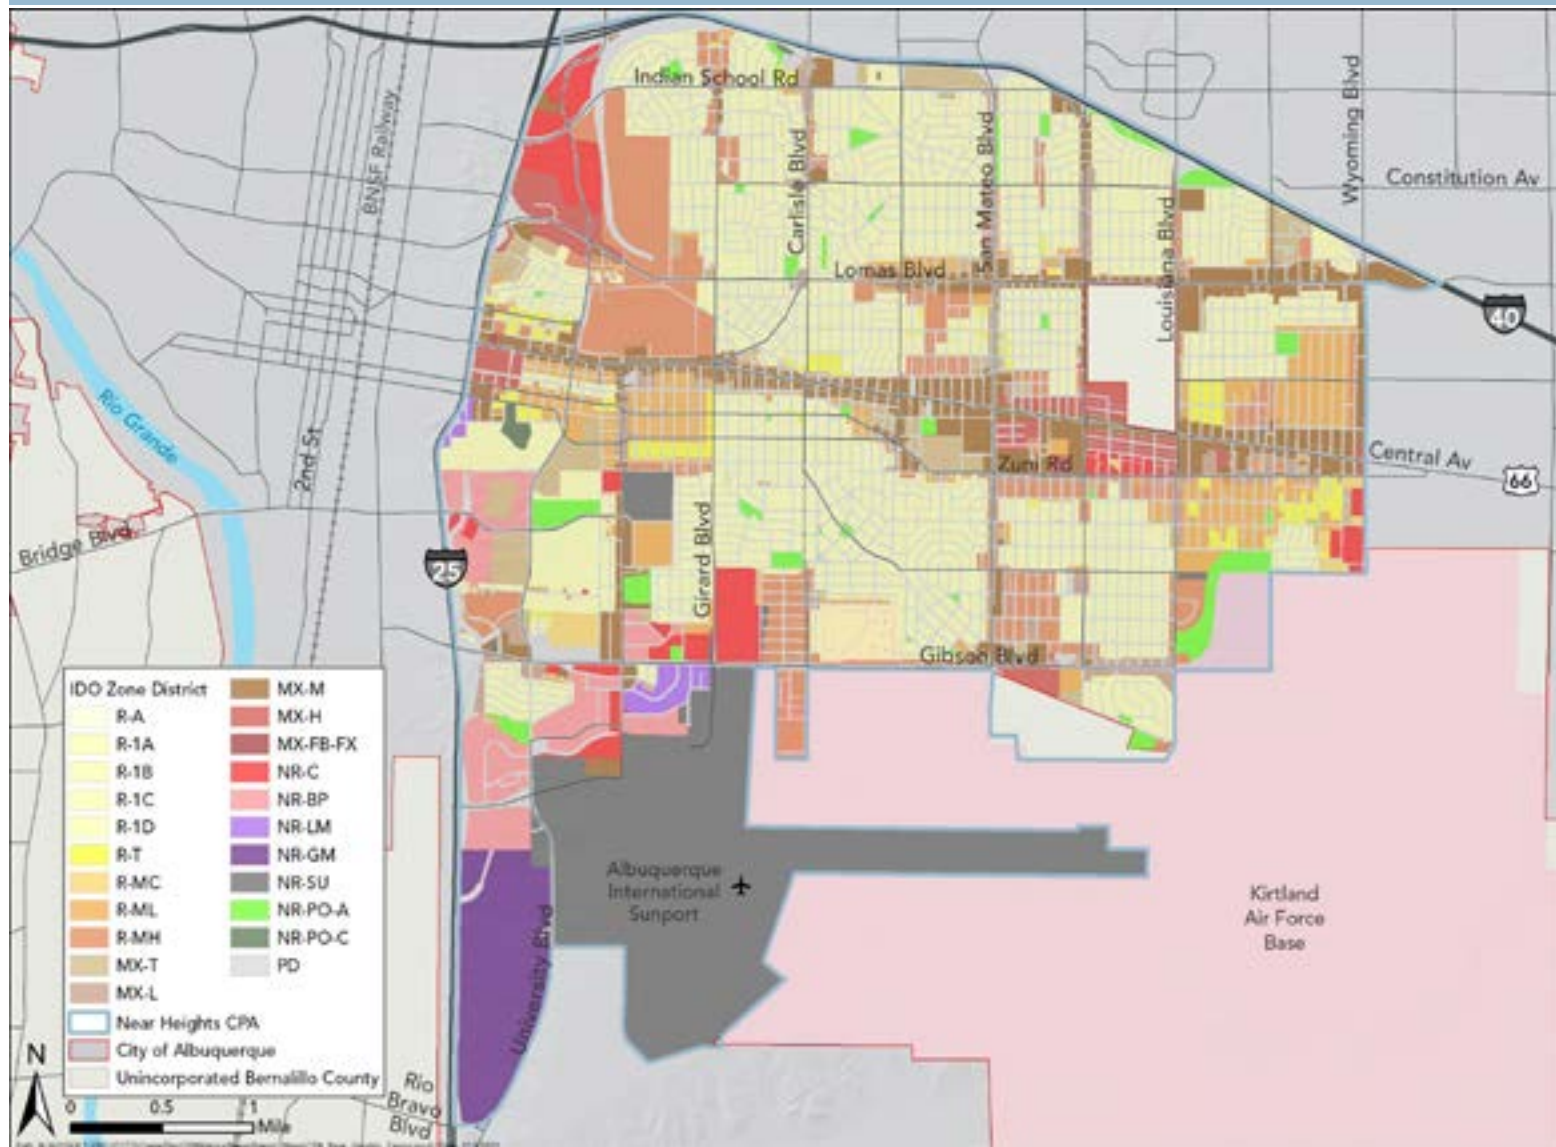 Indian School Rd
BNSF Railway
Carlisle Blvd
San Mateo Blvd
Wyoming Blvd
Constitution Av
Louisiana Blvd
Lomas Blvd
40
Rio Grande
2nd St
Central Av
Zuni Rd
66
Bridge Blvd
25
Girard Blvd
Gibson Blvd
IDO Zone District
R-A
R-1A
R-1B
R-1C
R-1D
R-T
R-MC
R-ML
R-MH
MX-T
MX-L
MX-M
MX-H
MX-FB-FX
NR-C
NR-BP
NR-LM
NR-GM
NR-SU
NR-PO-A
NR-PO-C
PD
Near Heights CPA
City of Albuquerque
Unincorporated Bernalillo County
Albuquerque
International
Sunport
Kirtland
Air Force
Base
University Blvd
Rio
Bravo
Blvd
N
0 0.5 1
Mile